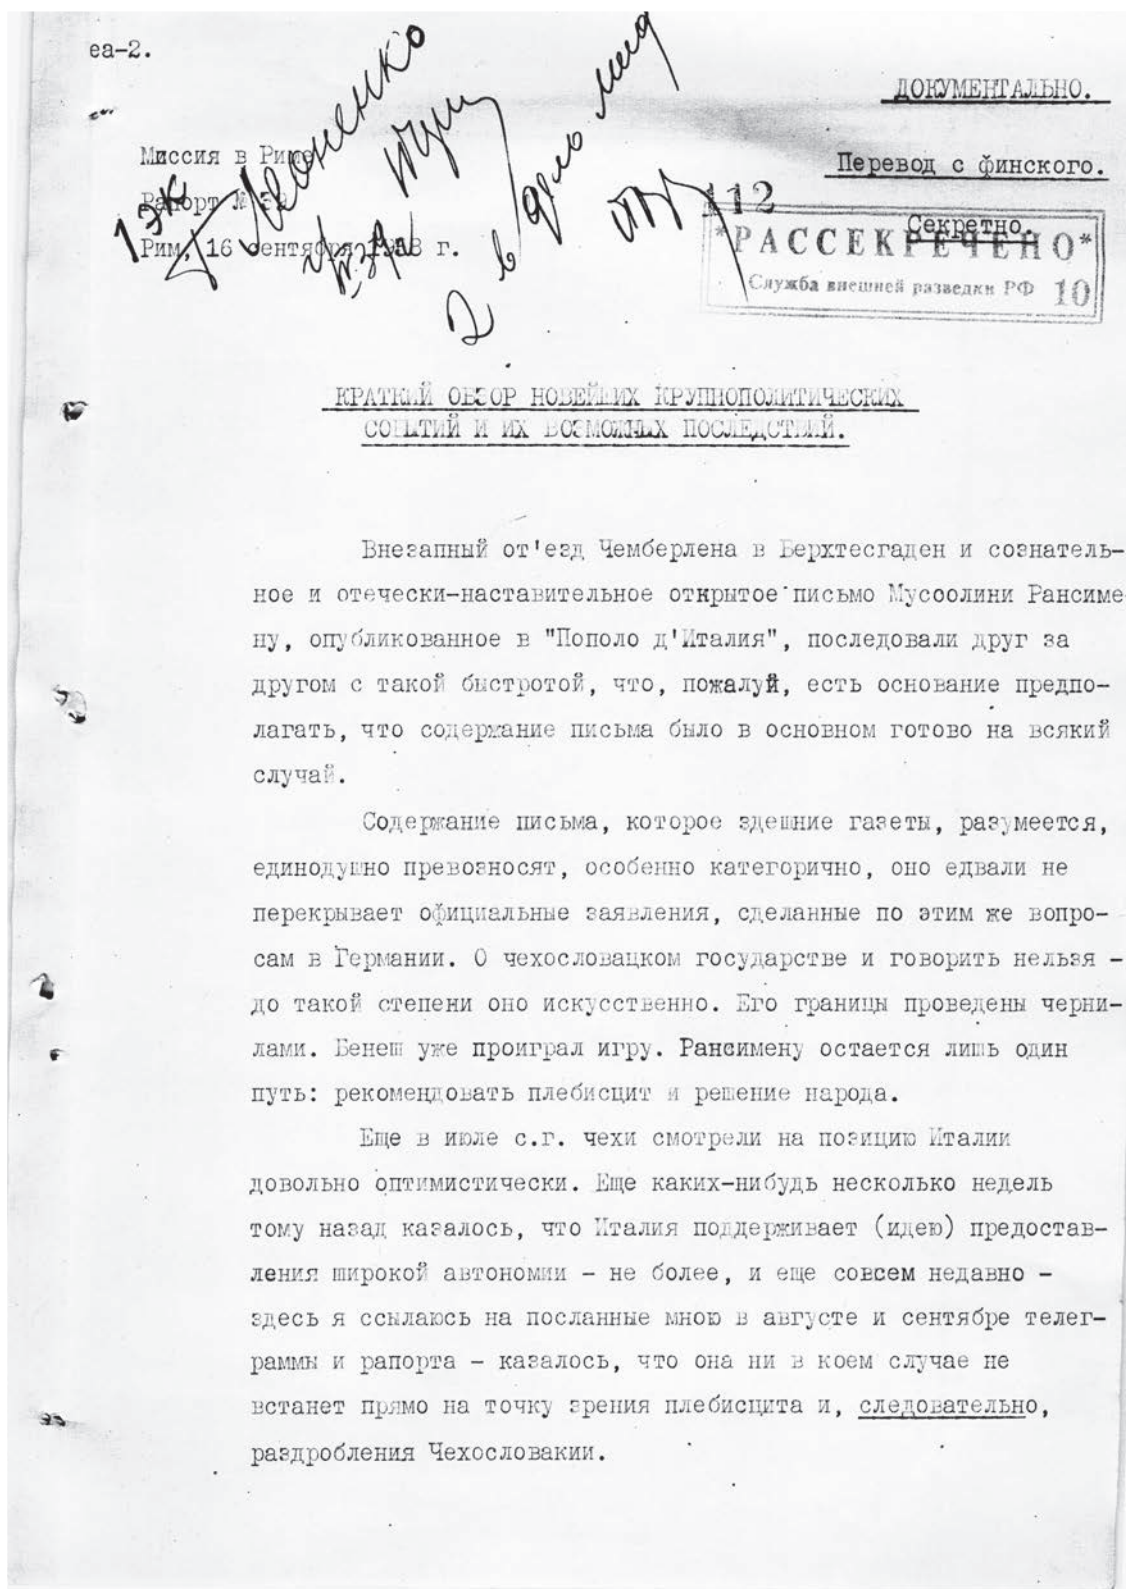 еа-2.
ДОКУМЕНТАЛЬНО.
Миссия в Риме
Перевод с финского.
Рапорт №
112
Секретно.
1 эк
Леоненко
2 в дело
Рим, 16 сентября 1938 г.
*РАССЕКРЕЧЕНО*
Служба внешней разведки РФ 10
КРАТКИЙ ОБЗОР НОВЕЙШИХ КРУПНОПОЛИТИЧЕСКИХ
СОБЫТИЙ И ИХ ВОЗМОЖНЫХ ПОСЛЕДСТВИЙ.
Внезапный от'езд Чемберлена в Берхтесгаден и сознатель-
ное и отечески-наставительное открытое письмо Мусоолини Рансиме-
ну, опубликованное в "Пополо д'Италия", последовали друг за
другом с такой быстротой, что, пожалуй, есть основание предпо-
лагать, что содержание письма было в основном готово на всякий
случай.
Содержание письма, которое здешние газеты, разумеется,
единодушно превозносят, особенно категорично, оно едвали не
перекрывает официальные заявления, сделанные по этим же вопро-
сам в Германии. О чехословацком государстве и говорить нельзя -
до такой степени оно искусственно. Его границы проведены черни-
лами. Бенеш уже проиграл игру. Рансимену остается лишь один
путь: рекомендовать плебисцит и решение народа.
Еще в июле с.г. чехи смотрели на позицию Италии
довольно оптимистически. Еще каких-нибудь несколько недель
тому назад казалось, что Италия поддерживает (идею) предостав-
ления широкой автономии - не более, и еще совсем недавно -
здесь я ссылаюсь на посланные мною в августе и сентябре телег-
раммы и рапорта - казалось, что она ни в коем случае не
встанет прямо на точку зрения плебисцита и, следовательно,
раздробления Чехословакии.